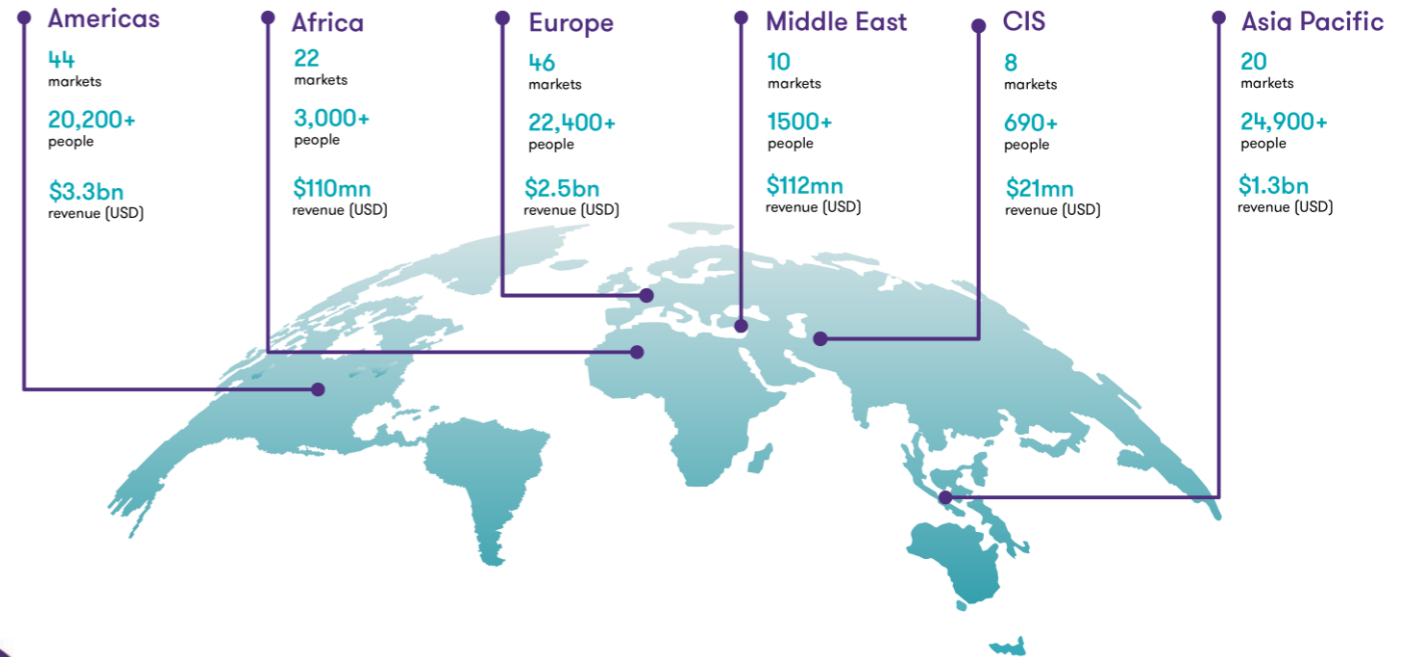 Americas
44
markets
20,200+
people
$3.3bn
revenue (USD)
Africa
22
markets
3,000+
people
$110mn
revenue (USD)
Europe
46
markets
22,400+
people
$2.5bn
revenue (USD)
Middle East
10
markets
1500+
people
$112mn
revenue (USD)
CIS
8
markets
690+
people
$21mn
revenue (USD)
Asia Pacific
20
markets
24,900+
people
$1.3bn
revenue (USD)